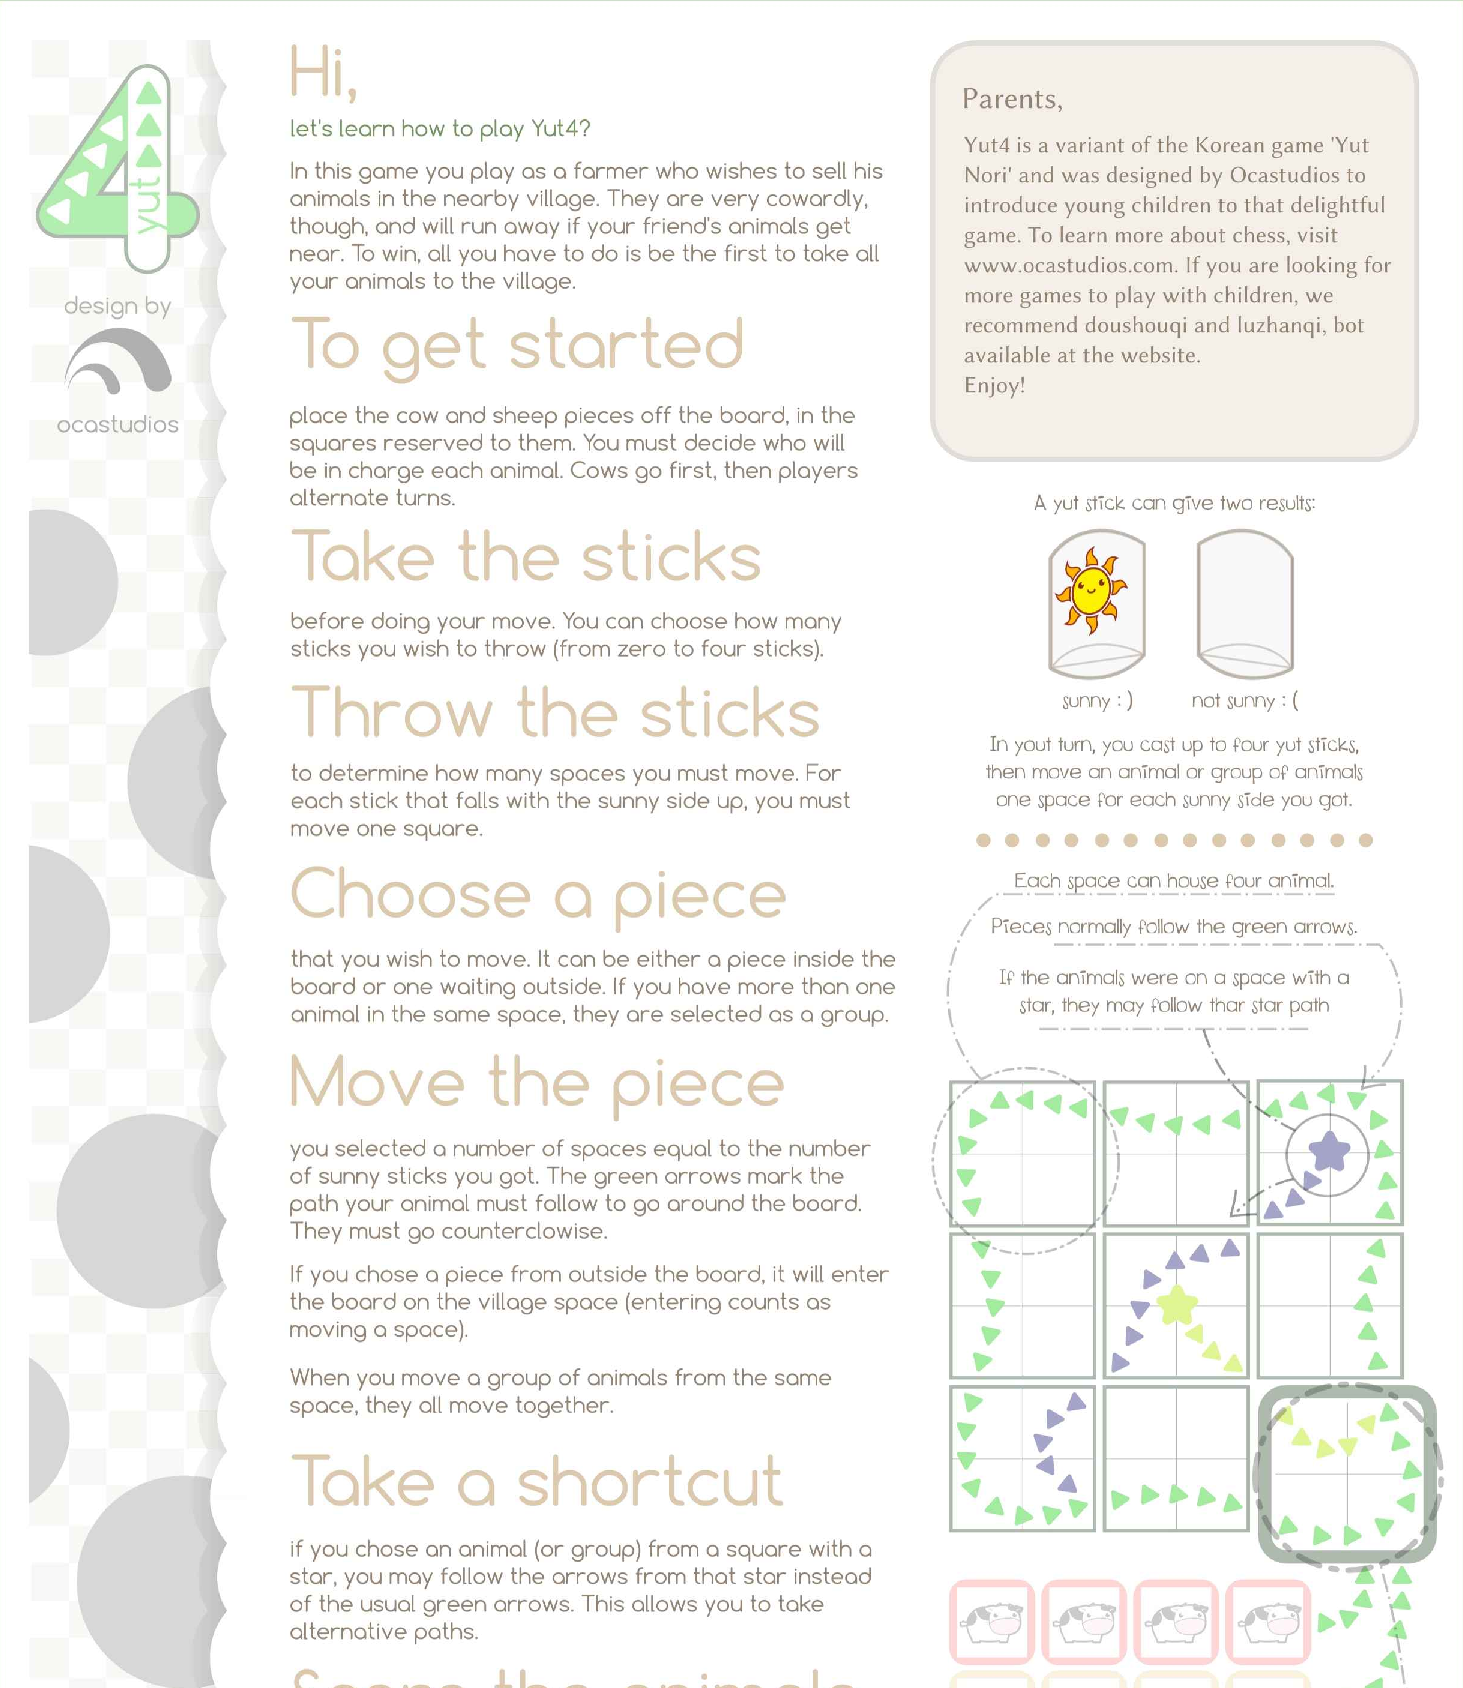 yut
design by
ocastudios
Hi,
let's learn how to play Yut4?
In this game you play as a farmer who wishes to sell his
animals in the nearby village. They are very cowardly,
though, and will run away if your friend's animals get
near. To win, all you have to do is be the first to take all
your animals to the village.
To get started
place the cow and sheep pieces off the board, in the
squares reserved to them. You must decide who will
be in charge each animal. Cows go first, then players
alternate turns.
Take the sticks
before doing your move. You can choose how many
sticks you wish to throw (from zero to four sticks).
Throw the sticks
to determine how many spaces you must move. For
each stick that falls with the sunny side up, you must
move one square.
Choose a piece
that you wish to move. It can be either a piece inside the
board or one waiting outside. If you have more than one
animal in the same space, they are selected as a group.
Move the piece
you selected a number of spaces equal to the number
of sunny sticks you got. The green arrows mark the
path your animal must follow to go around the board.
They must go counterclowise.
If you chose a piece from outside the board, it will enter
the board on the village space (entering counts as
moving a space).
When you move a group of animals from the same
space, they all move together.
Take a shortcut
if you chose an animal (or group) from a square with a
star, you may follow the arrows from that star instead
of the usual green arrows. This allows you to take
alternative paths.
Scare the animals
Parents,
Yut4 is a variant of the Korean game 'Yut
Nori' and was designed by Ocastudios to
introduce young children to that delightful
game. To learn more about chess, visit
www.ocastudios.com. If you are looking for
more games to play with children, we
recommend doushouqi and luzhanqi, bot
available at the website.
Enjoy!
A yut stick can give two results:
sunny : )
not sunny : (
In yout turn, you cast up to four yut sticks,
then move an animal or group of animals
one space for each sunny side you got.
Each space can house four animal.
Pieces normally follow the green arrows.
If the animals were on a space with a
star, they may follow thar star path